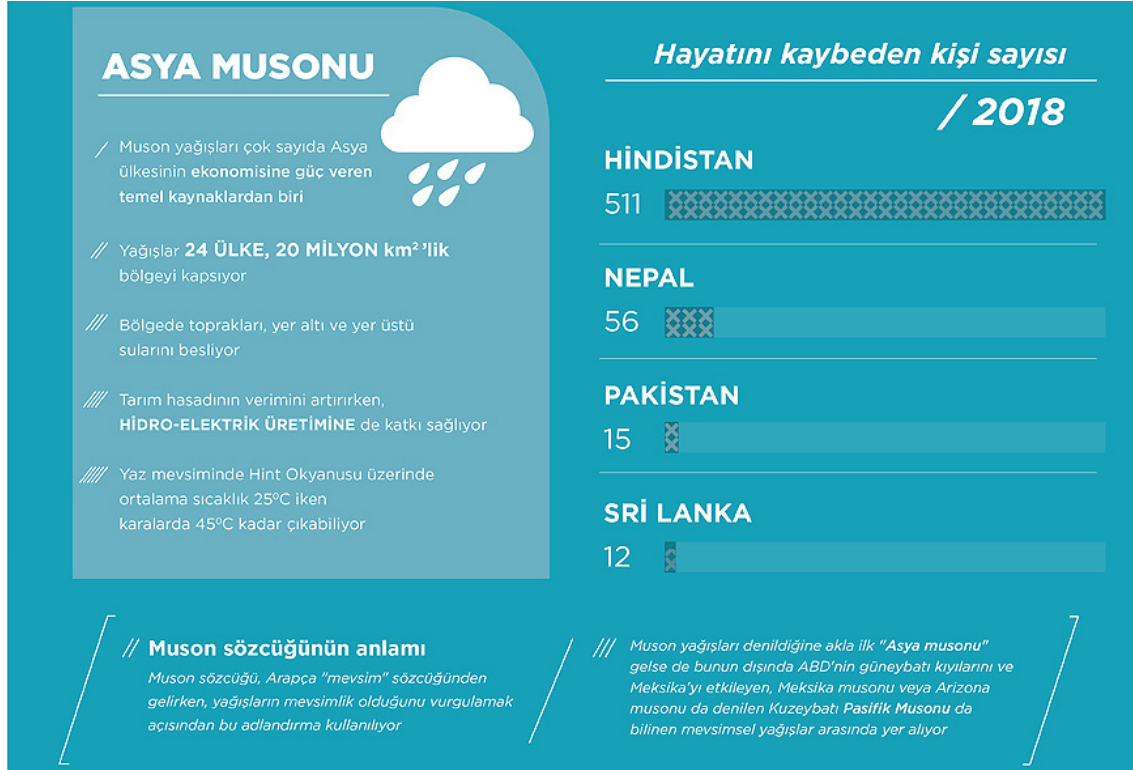 ASYA MUSONU
/ Muson yağışları çok sayıda Asya
ülkesinin ekonomisine güç veren
temel kaynaklardan biri
// Yağışlar 24 ÜLKE, 20 MİLYON km² 'lik
bölgeyi kapsıyor
/// Bölgede toprakları, yer altı ve yer üstü
sularını besliyor
//// Tarım hasadının verimini artırırken,
HİDRO-ELEKTRİK ÜRETİMİNE de katkı sağlıyor
///// Yaz mevsiminde Hint Okyanusu üzerinde
ortalama sıcaklık 25ºC iken
karalarda 45ºC kadar çıkabiliyor
Hayatını kaybeden kişi sayısı
/ 2018
HİNDİSTAN
511
NEPAL
56
PAKİSTAN
15
SRİ LANKA
12
// Muson sözcüğünün anlamı
Muson sözcüğü, Arapça "mevsim" sözcüğünden
gelirken, yağışların mevsimlik olduğunu vurgulamak
açısından bu adlandırma kullanılıyor
/// Muson yağışları denildiğine akla ilk "Asya musonu"
gelse de bunun dışında ABD'nin güneybatı kıyılarını ve
Meksika'yı etkileyen, Meksika musonu veya Arizona
musonu da denilen Kuzeybatı Pasifik Musonu da
bilinen mevsimsel yağışlar arasında yer alıyor